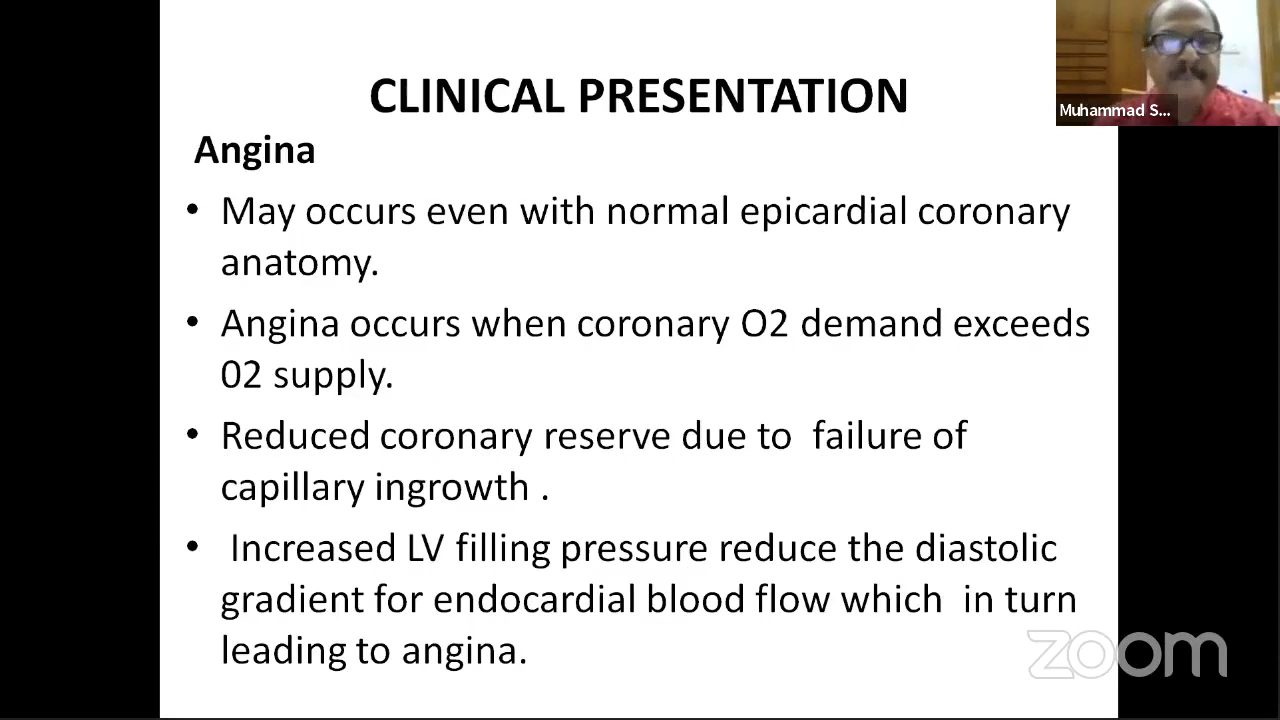 CLINICAL PRESENTATION
Muhammad S...
Angina
• May occurs even with normal epicardial coronary
anatomy.
• Angina occurs when coronary O2 demand exceeds
02 supply.
• Reduced coronary reserve due to  failure of
capillary ingrowth .
•  Increased LV filling pressure reduce the diastolic
gradient for endocardial blood flow which  in turn
leading to angina.
zoom